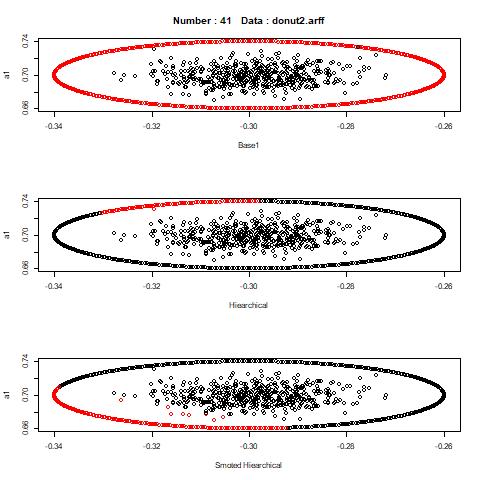 Number : 41 Data : donut2.arff
0.74
0.70
0.66
a1
-0.34 -0.32 -0.30 -0.28 -0.26
Base1
0.74
0.70
0.66
a1
-0.34 -0.32 -0.30 -0.28 -0.26
Hiearchical
0.74
0.70
0.66
a1
-0.34 -0.32 -0.30 -0.28 -0.26
Smoted Hiearchical